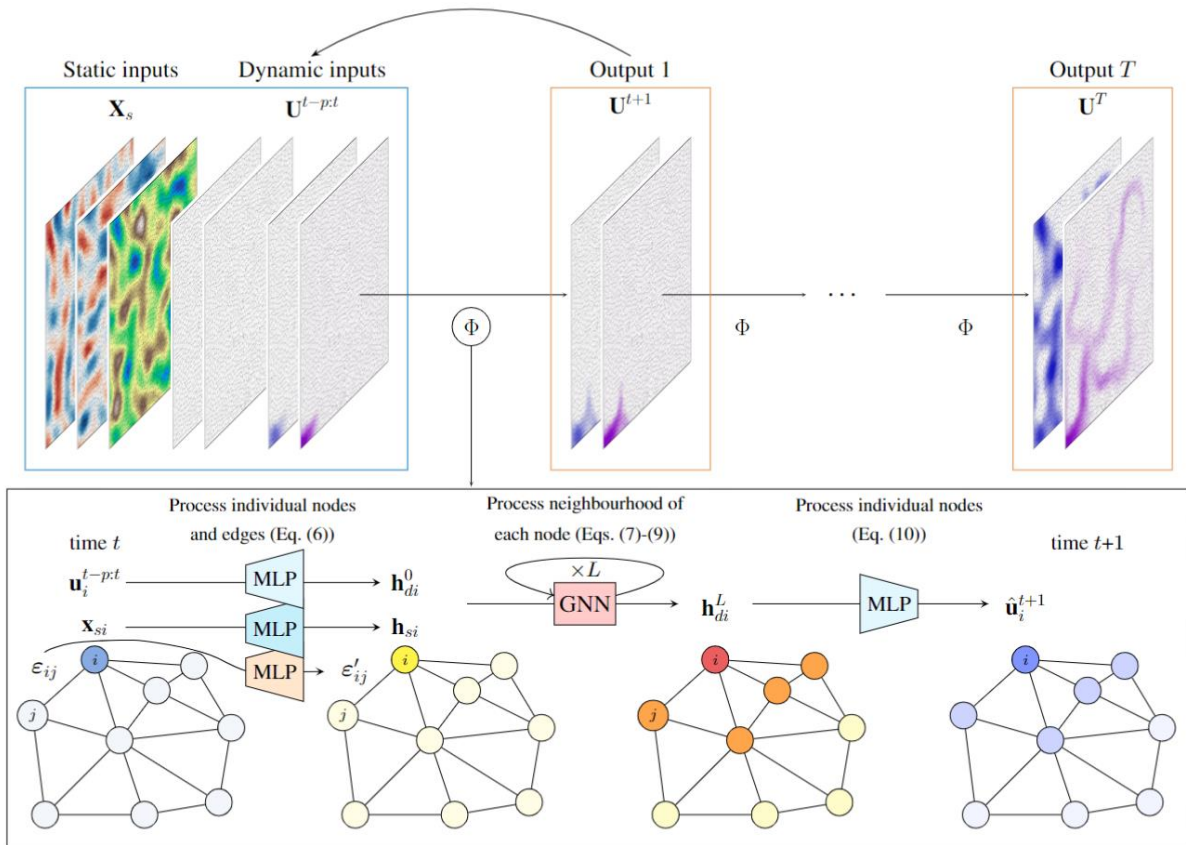 Static inputs
Dynamic inputs
Output 1
Output T
X_s
U^{t−p:t}
U^{t+1}
U^T
Φ
· · ·
Φ
Φ
Process individual nodes
and edges (Eq. (6))
Process neighbourhood of
each node (Eqs. (7)-(9))
Process individual nodes
(Eq. (10))
time t
time t+1
u_i^{t−p:t}
MLP
h_{di}^0
×L
GNN
h_{di}^L
MLP
û_i^{t+1}
x_{si}
MLP
h_{si}
ε_{ij}
MLP
ε′_{ij}
i
i
i
i
j
j
j